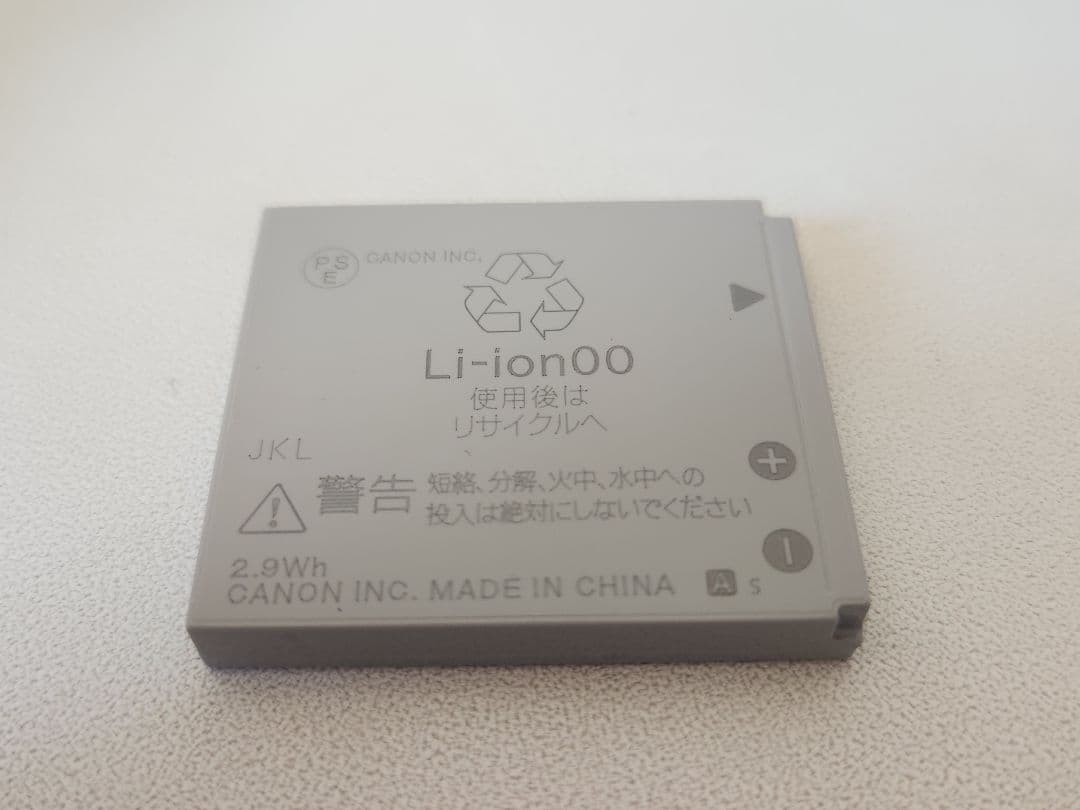 PSE CANON INC.
Li-ion00
使用後は
リサイクルへ
JKL
警告 短絡、分解、火中、水中への
投入は絶対にしないでください
2.9Wh
CANON INC. MADE IN CHINA A S